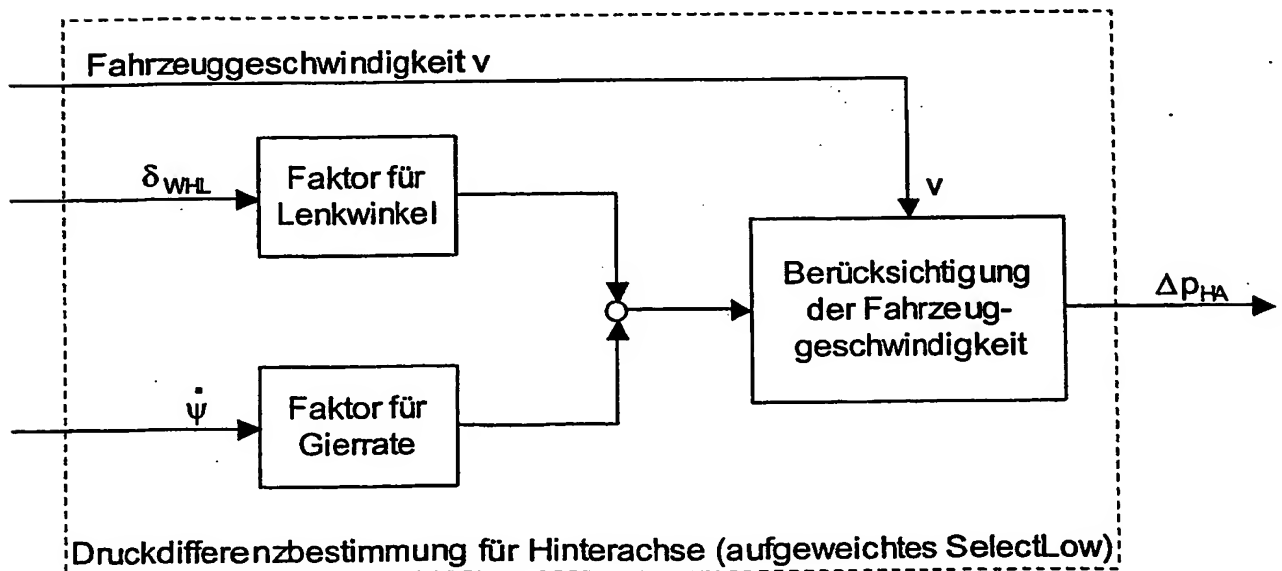 Fahrzeuggeschwindigkeit v
δWHL
Faktor für
Lenkwinkel
v
Berücksichtigung
der Fahrzeug-
geschwindigkeit
ΔpHA
ψ̇
Faktor für
Gierrate
Druckdifferenzbestimmung für Hinterachse (aufgeweichtes SelectLow)